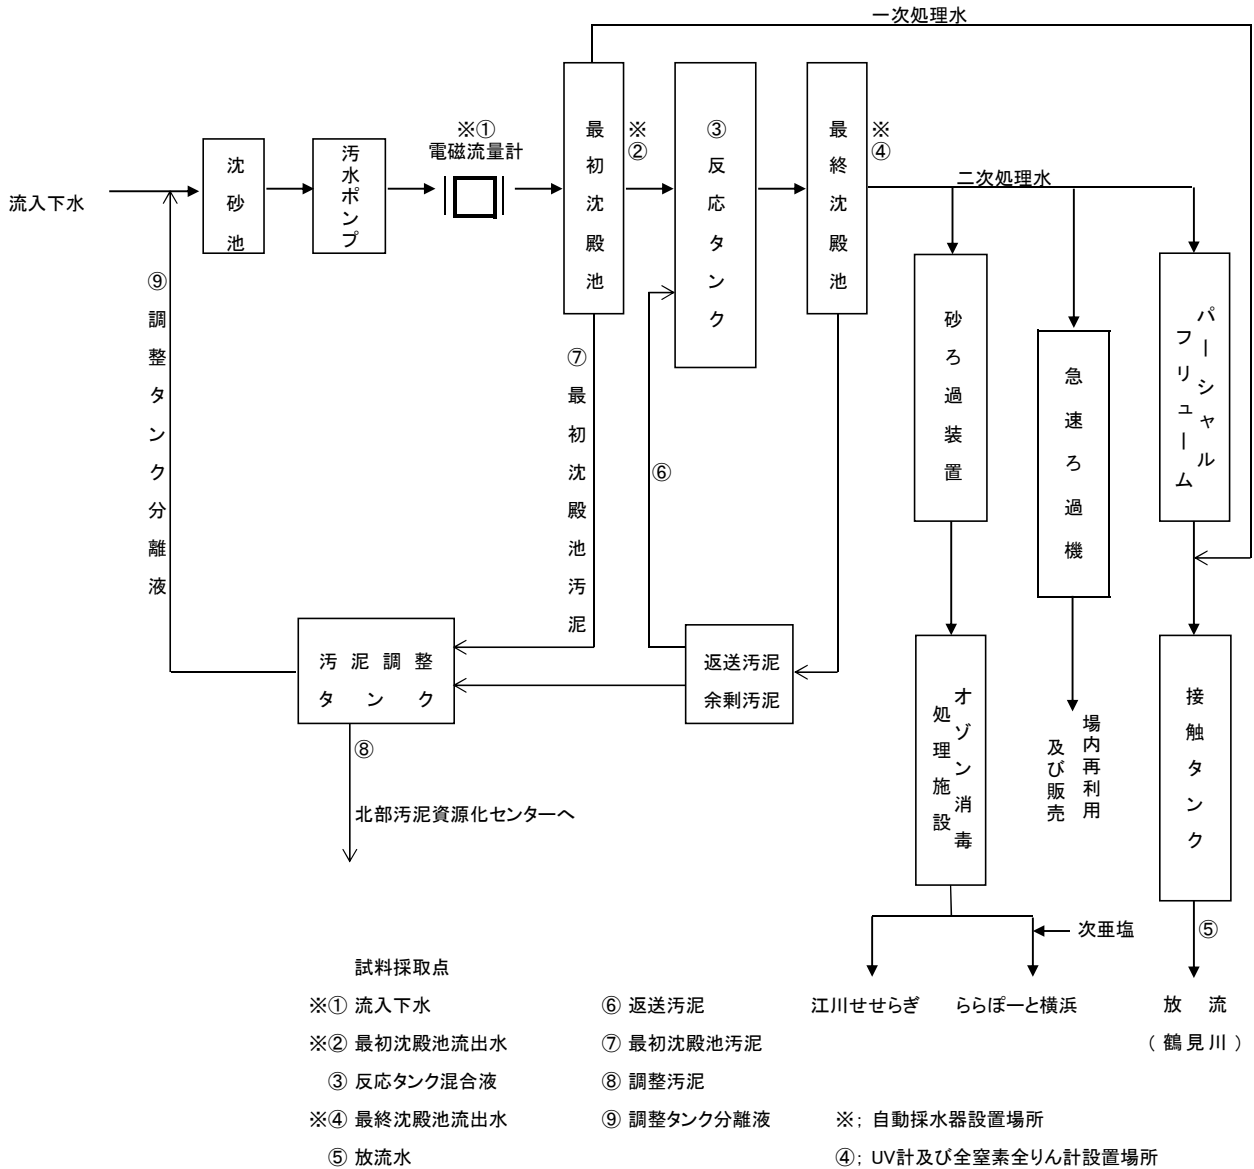 一次処理水
※①
電磁流量計
流入下水
沈砂池
汚水ポンプ
最初沈殿池
※②
③
反応タンク
最終沈殿池
※④
二次処理水
⑨調整タンク分離液
⑦最初沈殿池汚泥
⑥
砂ろ過装置
急速ろ過機
パーシャル
フリューム
汚泥調整
タンク
返送汚泥
余剰汚泥
⑧
北部汚泥資源化センターへ
オゾン消毒
処理施設
場内再利用
及び販売
接触タンク
⑤
次亜塩
江川せせらぎ
ららぽーと横浜
放流
(鶴見川)
試料採取点
※① 流入下水
※② 最初沈殿池流出水
③ 反応タンク混合液
※④ 最終沈殿池流出水
⑤ 放流水
⑥ 返送汚泥
⑦ 最初沈殿池汚泥
⑧ 調整汚泥
⑨ 調整タンク分離液
※; 自動採水器設置場所
④; UV計及び全窒素全りん計設置場所